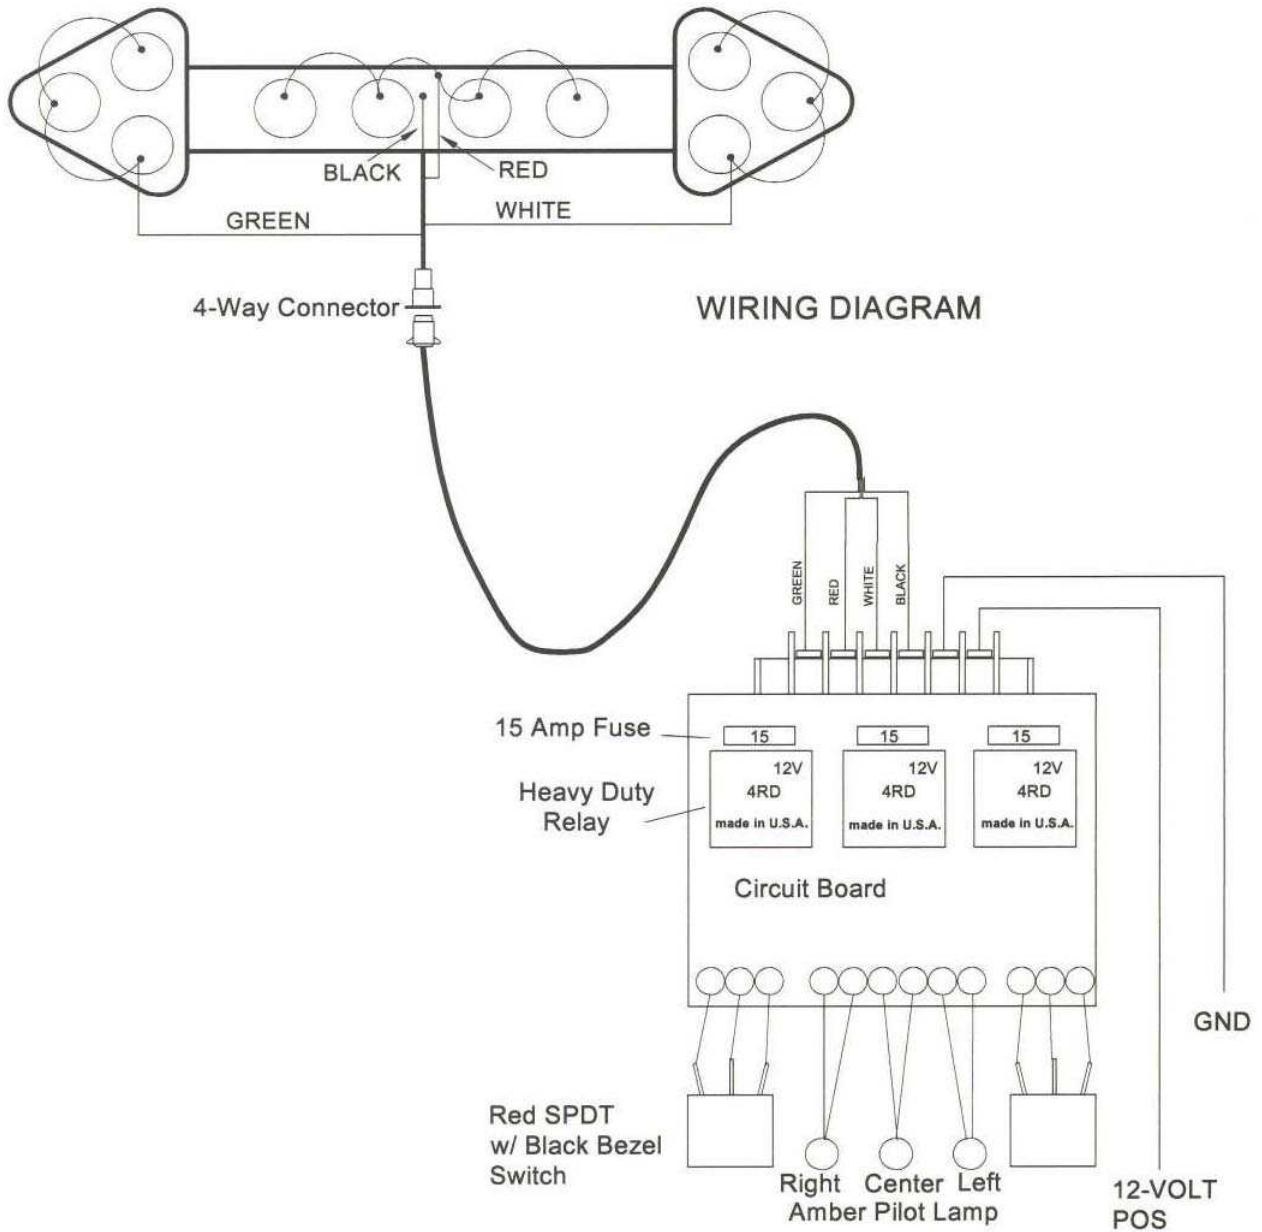 BLACK
RED
GREEN
WHITE
4-Way Connector
WIRING DIAGRAM
GREEN
RED
WHITE
BLACK
15 Amp Fuse
15
15
15
Heavy Duty
Relay
12V
4RD
made in U.S.A.
12V
4RD
made in U.S.A.
12V
4RD
made in U.S.A.
Circuit Board
GND
Red SPDT
w/ Black Bezel
Switch
Right
Center
Left
Amber Pilot Lamp
12-VOLT
POS